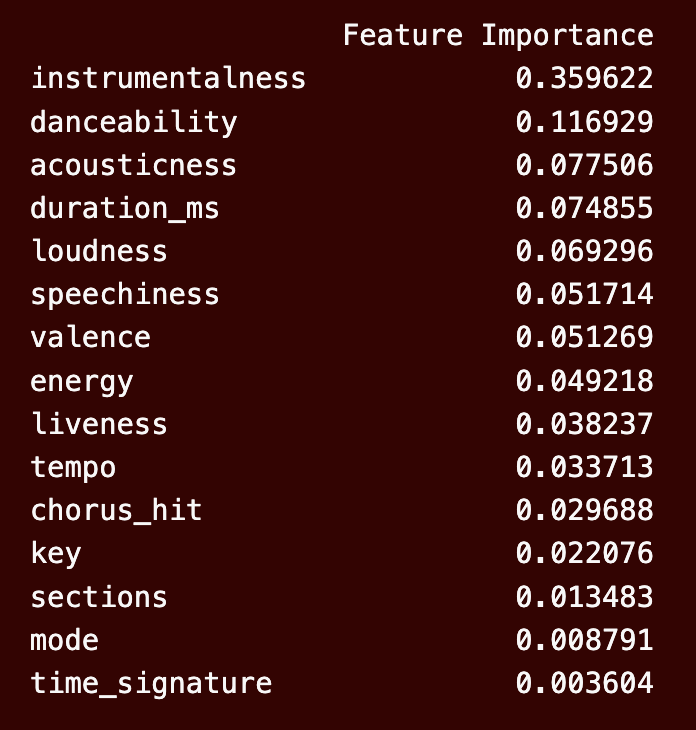 Feature Importance
instrumentalness 0.359622
danceability 0.116929
acousticness 0.077506
duration_ms 0.074855
loudness 0.069296
speechiness 0.051714
valence 0.051269
energy 0.049218
liveness 0.038237
tempo 0.033713
chorus_hit 0.029688
key 0.022076
sections 0.013483
mode 0.008791
time_signature 0.003604